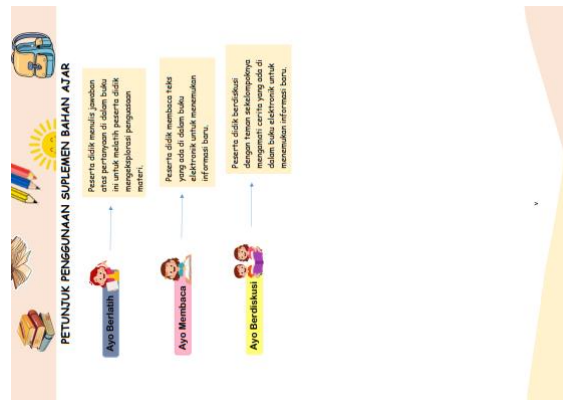 PETUNJUK PENGGUNAAN SUPLEMEN BAHAN AJAR
Ayo Berlatih
Peserta didik menulis jawaban
atas pertanyaan di dalam buku
ini untuk melatih peserta didik
mengeksplorasi penguasaan
materi.
Ayo Membaca
Peserta didik membaca teks
yang ada di dalam buku
elektronik untuk menemukan
informasi baru.
Ayo Berdiskusi
Peserta didik berdiskusi
dengan teman sekelompoknya
mengamati cerita yang ada di
dalam buku elektronik untuk
menemukan informasi baru.
v